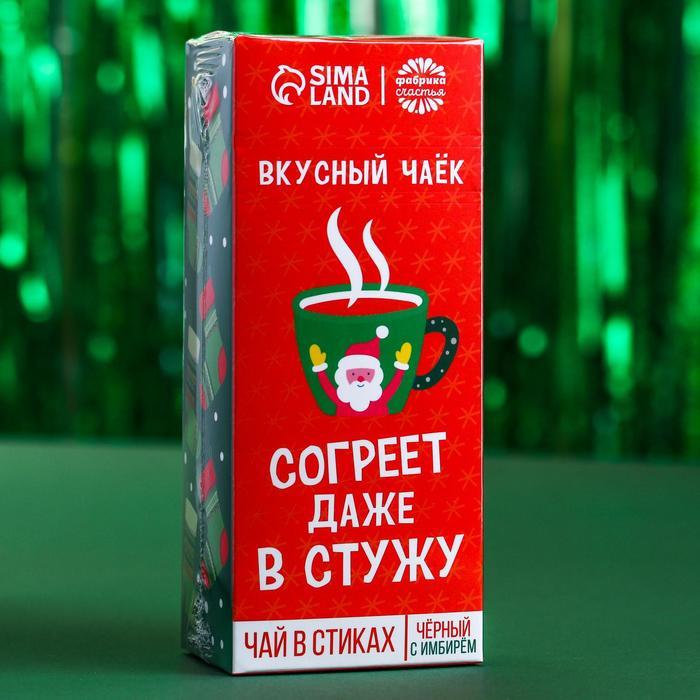 SIMA
LAND
фабрика
счастья
ВКУСНЫЙ ЧАЁК
СОГРЕЕТ
ДАЖЕ
В СТУЖУ
ЧАЙ В СТИКАХ
ЧЁРНЫЙ
С ИМБИРЁМ